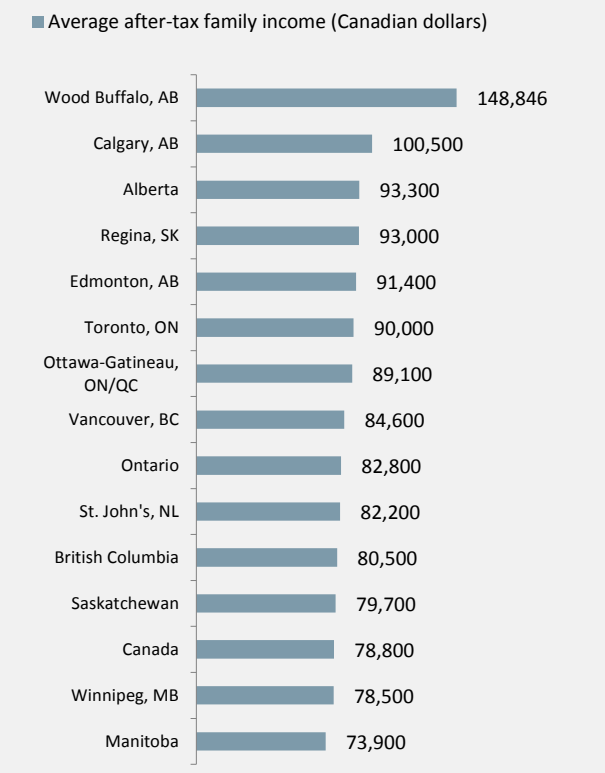 Average after-tax family income (Canadian dollars)
Wood Buffalo, AB 148,846
Calgary, AB 100,500
Alberta 93,300
Regina, SK 93,000
Edmonton, AB 91,400
Toronto, ON 90,000
Ottawa-Gatineau,
ON/QC 89,100
Vancouver, BC 84,600
Ontario 82,800
St. John's, NL 82,200
British Columbia 80,500
Saskatchewan 79,700
Canada 78,800
Winnipeg, MB 78,500
Manitoba 73,900